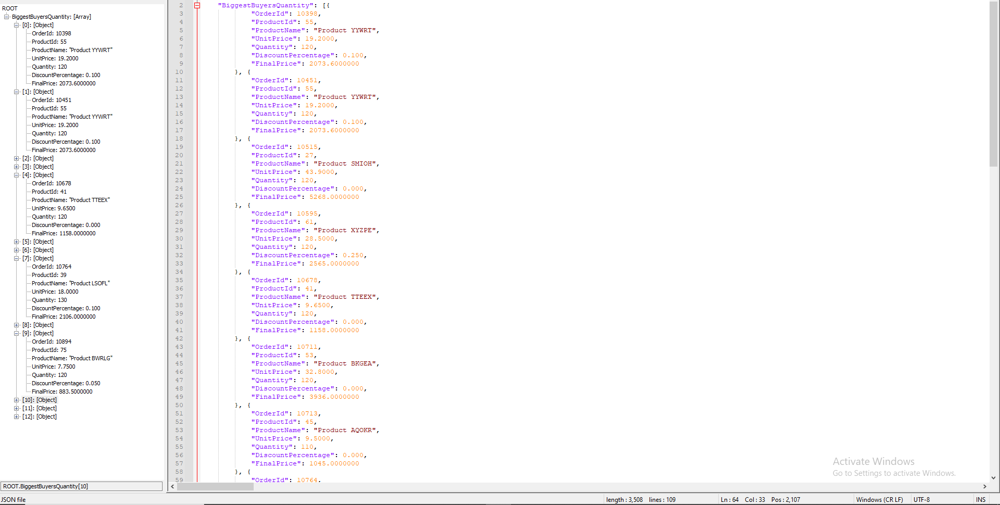 ROOT
BiggestBuyersQuantity: [Array]
[0]: [Object]
OrderId: 10398
ProductId: 55
ProductName: "Product YYWRT"
UnitPrice: 19.2000
Quantity: 120
DiscountPercentage: 0.100
FinalPrice: 2073.6000000
[1]: [Object]
OrderId: 10451
ProductId: 55
ProductName: "Product YYWRT"
UnitPrice: 19.2000
Quantity: 120
DiscountPercentage: 0.100
FinalPrice: 2073.6000000
[2]: [Object]
[3]: [Object]
[4]: [Object]
OrderId: 10678
ProductId: 41
ProductName: "Product TTEEX"
UnitPrice: 9.6500
Quantity: 120
DiscountPercentage: 0.000
FinalPrice: 1158.0000000
[5]: [Object]
[6]: [Object]
[7]: [Object]
OrderId: 10764
ProductId: 39
ProductName: "Product LSOFL"
UnitPrice: 18.0000
Quantity: 130
DiscountPercentage: 0.100
FinalPrice: 2106.0000000
[8]: [Object]
[9]: [Object]
OrderId: 10894
ProductId: 75
ProductName: "Product BWRLG"
UnitPrice: 7.7500
Quantity: 120
DiscountPercentage: 0.050
FinalPrice: 883.5000000
[10]: [Object]
[11]: [Object]
[12]: [Object]
ROOT.BiggestBuyersQuantity[10]
2 "BiggestBuyersQuantity": [{
3 "OrderId": 10398,
4 "ProductId": 55,
5 "ProductName": "Product YYWRT",
6 "UnitPrice": 19.2000,
7 "Quantity": 120,
8 "DiscountPercentage": 0.100,
9 "FinalPrice": 2073.6000000
10 }, {
11 "OrderId": 10451,
12 "ProductId": 55,
13 "ProductName": "Product YYWRT",
14 "UnitPrice": 19.2000,
15 "Quantity": 120,
16 "DiscountPercentage": 0.100,
17 "FinalPrice": 2073.6000000
18 }, {
19 "OrderId": 10515,
20 "ProductId": 27,
21 "ProductName": "Product SMIOH",
22 "UnitPrice": 43.9000,
23 "Quantity": 120,
24 "DiscountPercentage": 0.000,
25 "FinalPrice": 5268.0000000
26 }, {
27 "OrderId": 10595,
28 "ProductId": 61,
29 "ProductName": "Product XYZPE",
30 "UnitPrice": 28.5000,
31 "Quantity": 120,
32 "DiscountPercentage": 0.250,
33 "FinalPrice": 2565.0000000
34 }, {
35 "OrderId": 10678,
36 "ProductId": 41,
37 "ProductName": "Product TTEEX",
38 "UnitPrice": 9.6500,
39 "Quantity": 120,
40 "DiscountPercentage": 0.000,
41 "FinalPrice": 1158.0000000
42 }, {
43 "OrderId": 10711,
44 "ProductId": 53,
45 "ProductName": "Product BKGEA",
46 "UnitPrice": 32.8000,
47 "Quantity": 120,
48 "DiscountPercentage": 0.000,
49 "FinalPrice": 3936.0000000
50 }, {
51 "OrderId": 10713,
52 "ProductId": 45,
53 "ProductName": "Product AQOKR",
54 "UnitPrice": 9.5000,
55 "Quantity": 110,
56 "DiscountPercentage": 0.000,
57 "FinalPrice": 1045.0000000
58 }, {
59 "OrderId": 10764,
Activate Windows
Go to Settings to activate Windows.
JSON file
length : 3,508 lines : 109
Ln : 64 Col : 33 Pos : 2,107
Windows (CR LF)
UTF-8
INS